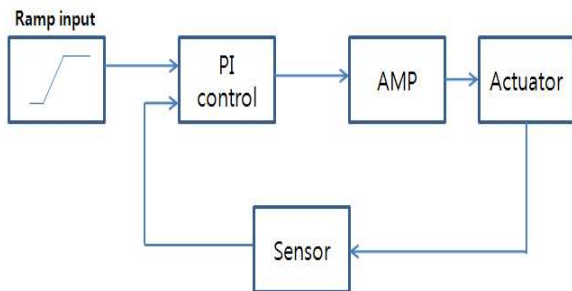 Ramp input
PI
control
AMP
Actuator
Sensor